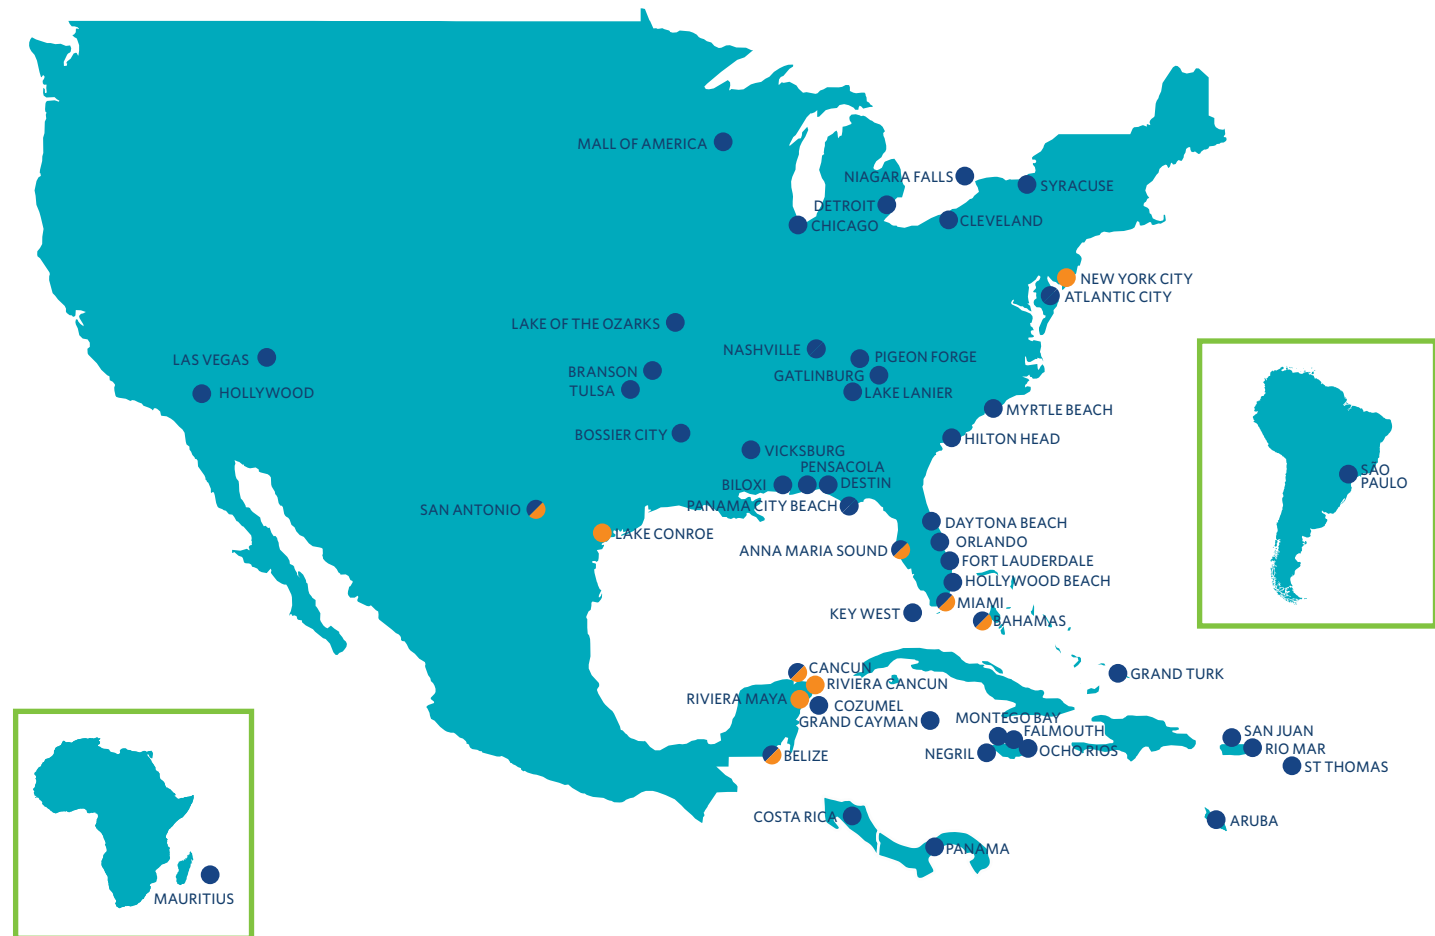 MALL OF AMERICA
NIAGARA FALLS
SYRACUSE
DETROIT
CHICAGO
CLEVELAND
NEW YORK CITY
ATLANTIC CITY
LAKE OF THE OZARKS
NASHVILLE
PIGEON FORGE
LAS VEGAS
BRANSON
GATLINBURG
TULSA
HOLLYWOOD
LAKE LANIER
MYRTLE BEACH
BOSSIER CITY
HILTON HEAD
VICKSBURG
PENSACOLA
BILOXI
DESTIN
PANAMA CITY BEACH
SAN ANTONIO
LAKE CONROE
DAYTONA BEACH
ORLANDO
ANNA MARIA SOUND
FORT LAUDERDALE
HOLLYWOOD BEACH
MIAMI
KEY WEST
BAHAMAS
SÃO
PAULO
CANCUN
RIVIERA CANCUN
RIVIERA MAYA
COZUMEL
GRAND CAYMAN
GRAND TURK
MONTEGO BAY
FALMOUTH
NEGRIL
OCHO RIOS
SAN JUAN
RIO MAR
ST THOMAS
BELIZE
COSTA RICA
PANAMA
ARUBA
MAURITIUS